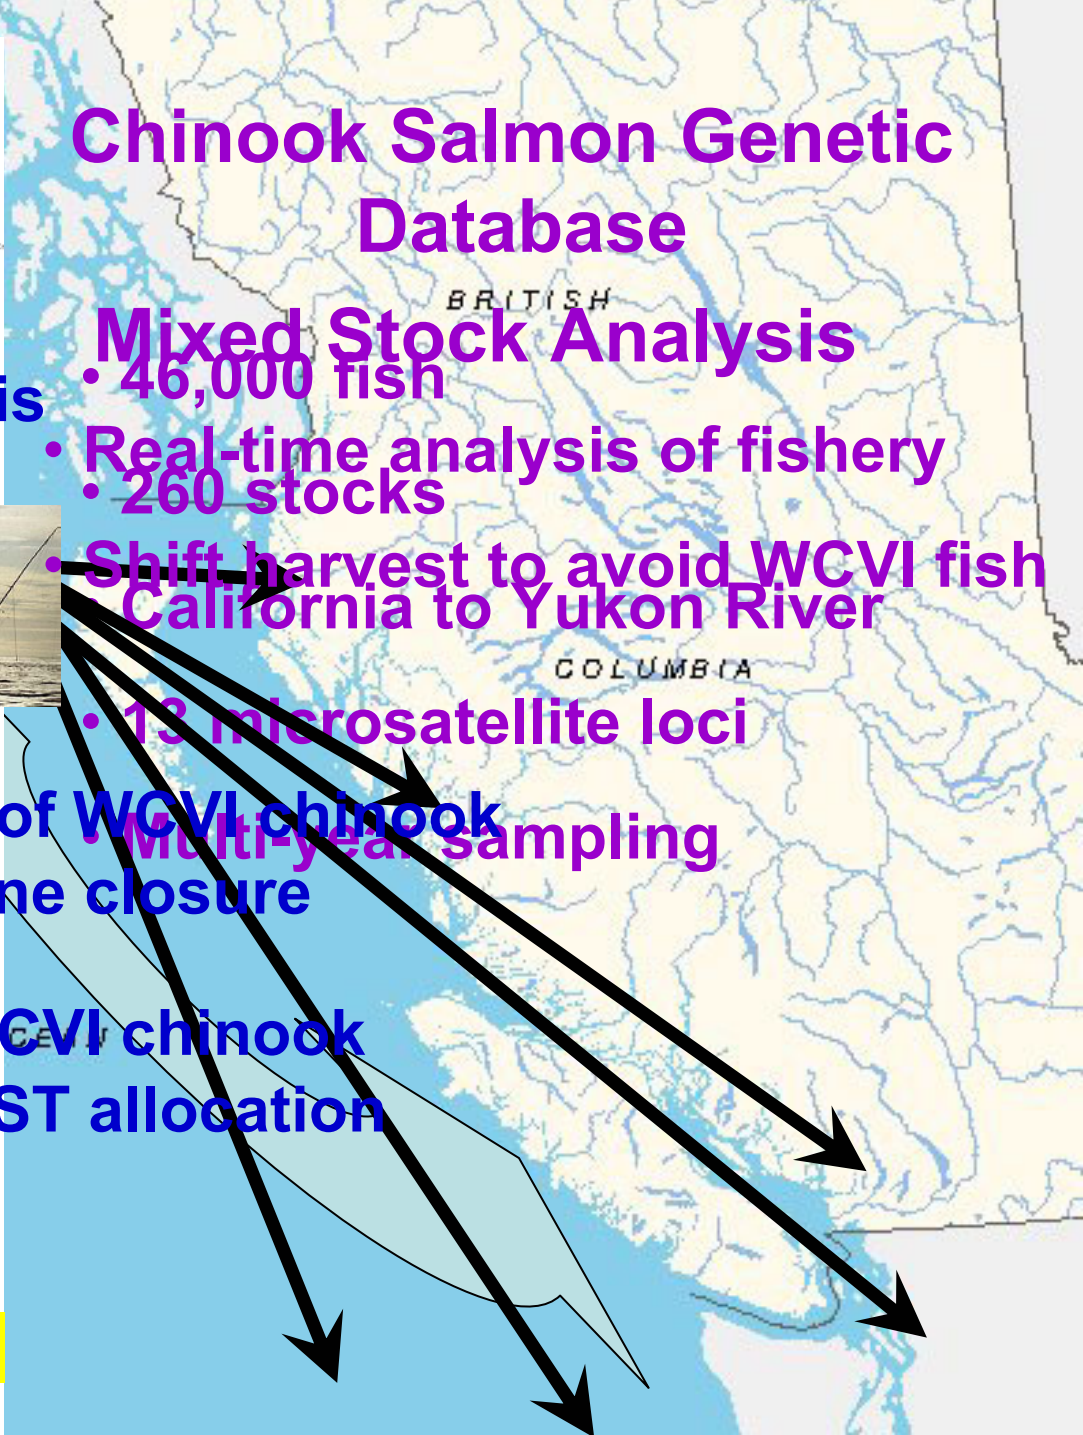 Chinook Salmon Genetic
Database
BRITISH
Mixed Stock Analysis
• 46,000 fish
is
• Real-time analysis of fishery
• 260 stocks
• Shift harvest to avoid WCVI fish
• California to Yukon River
COLUMBIA
• 13 microsatellite loci
of WCVI chinook
• Multi-year sampling
ne closure
CVI chinook
ST allocation